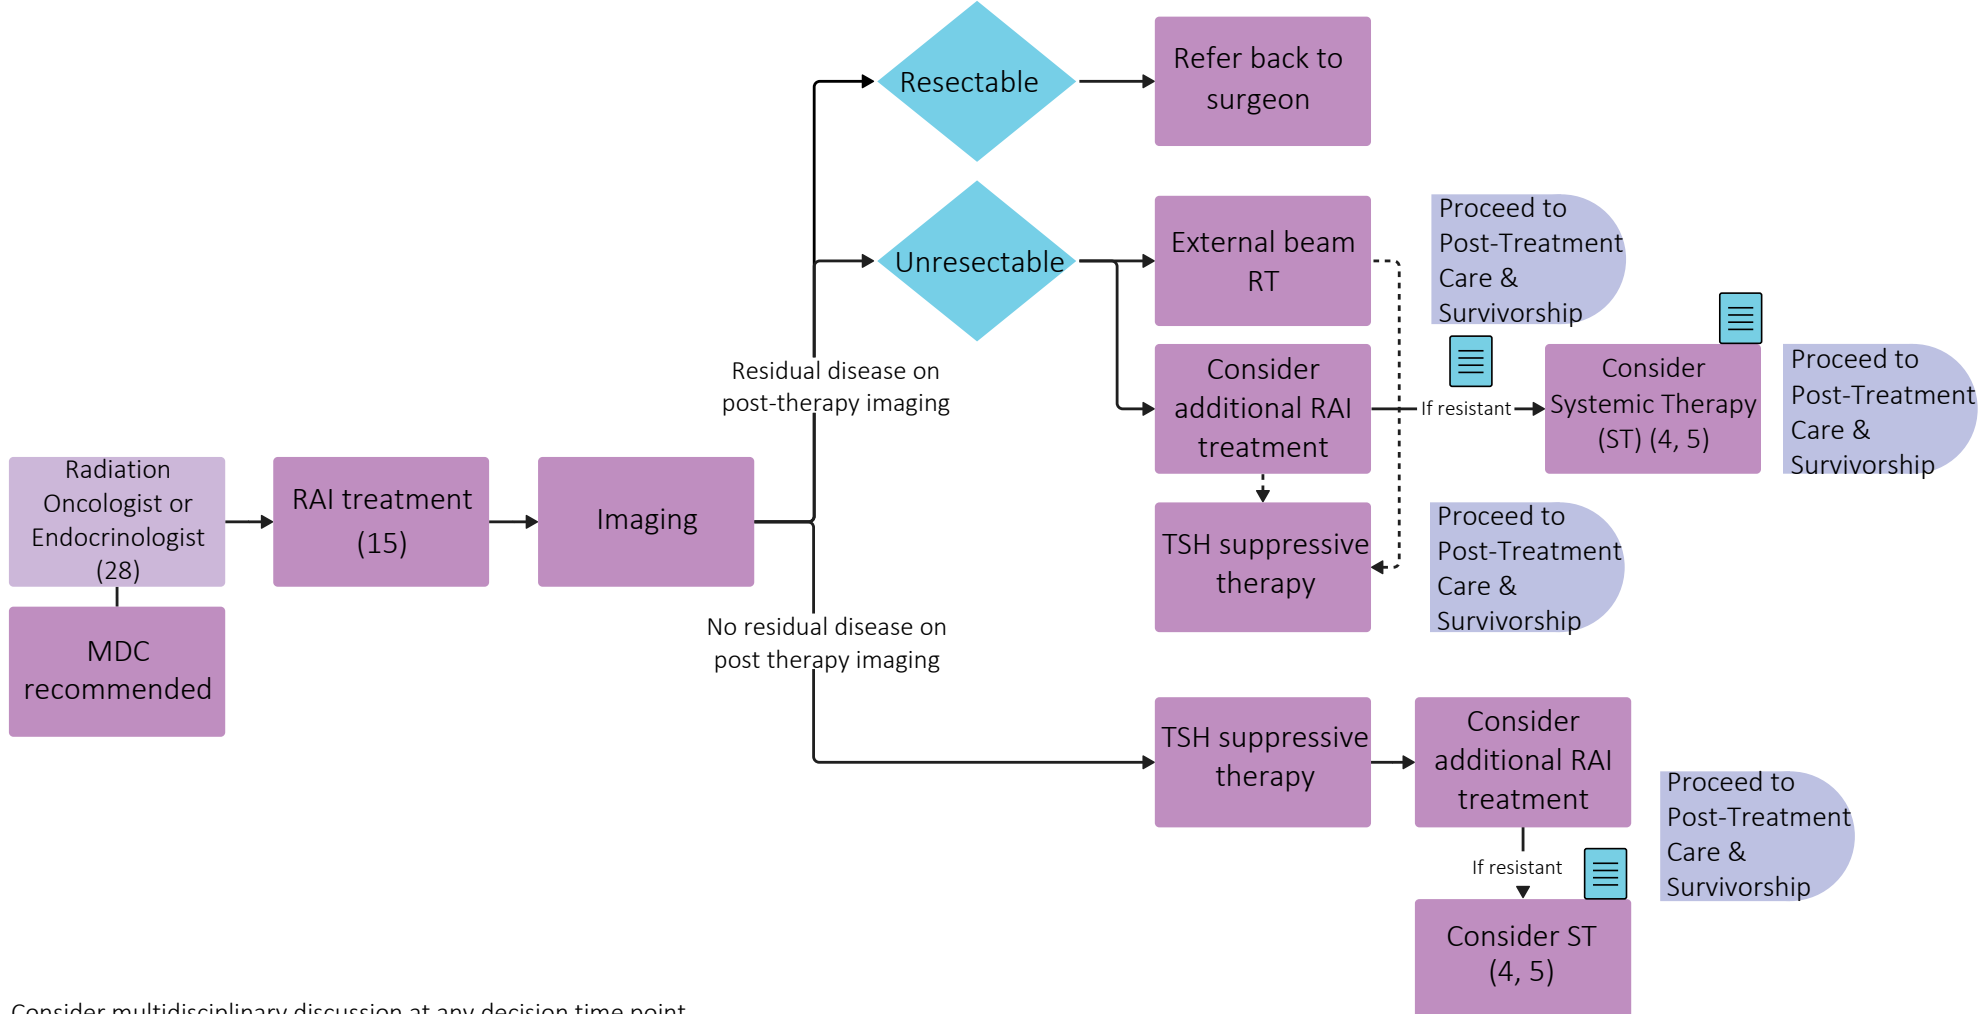 Resectable
Refer back to
surgeon
Unresectable
External beam
RT
Proceed to
Post-Treatment
Care &
Survivorship
Residual disease on
post-therapy imaging
Consider
additional RAI
treatment
If resistant
Consider
Systemic Therapy
(ST) (4, 5)
Proceed to
Post-Treatment
Care &
Survivorship
Radiation
Oncologist or
Endocrinologist
(28)
RAI treatment
(15)
Imaging
TSH suppressive
therapy
Proceed to
Post-Treatment
Care &
Survivorship
MDC
recommended
No residual disease on
post therapy imaging
TSH suppressive
therapy
Consider
additional RAI
treatment
Proceed to
Post-Treatment
Care &
Survivorship
If resistant
Consider ST
(4, 5)
Consider multidisciplinary discussion at any decision time point